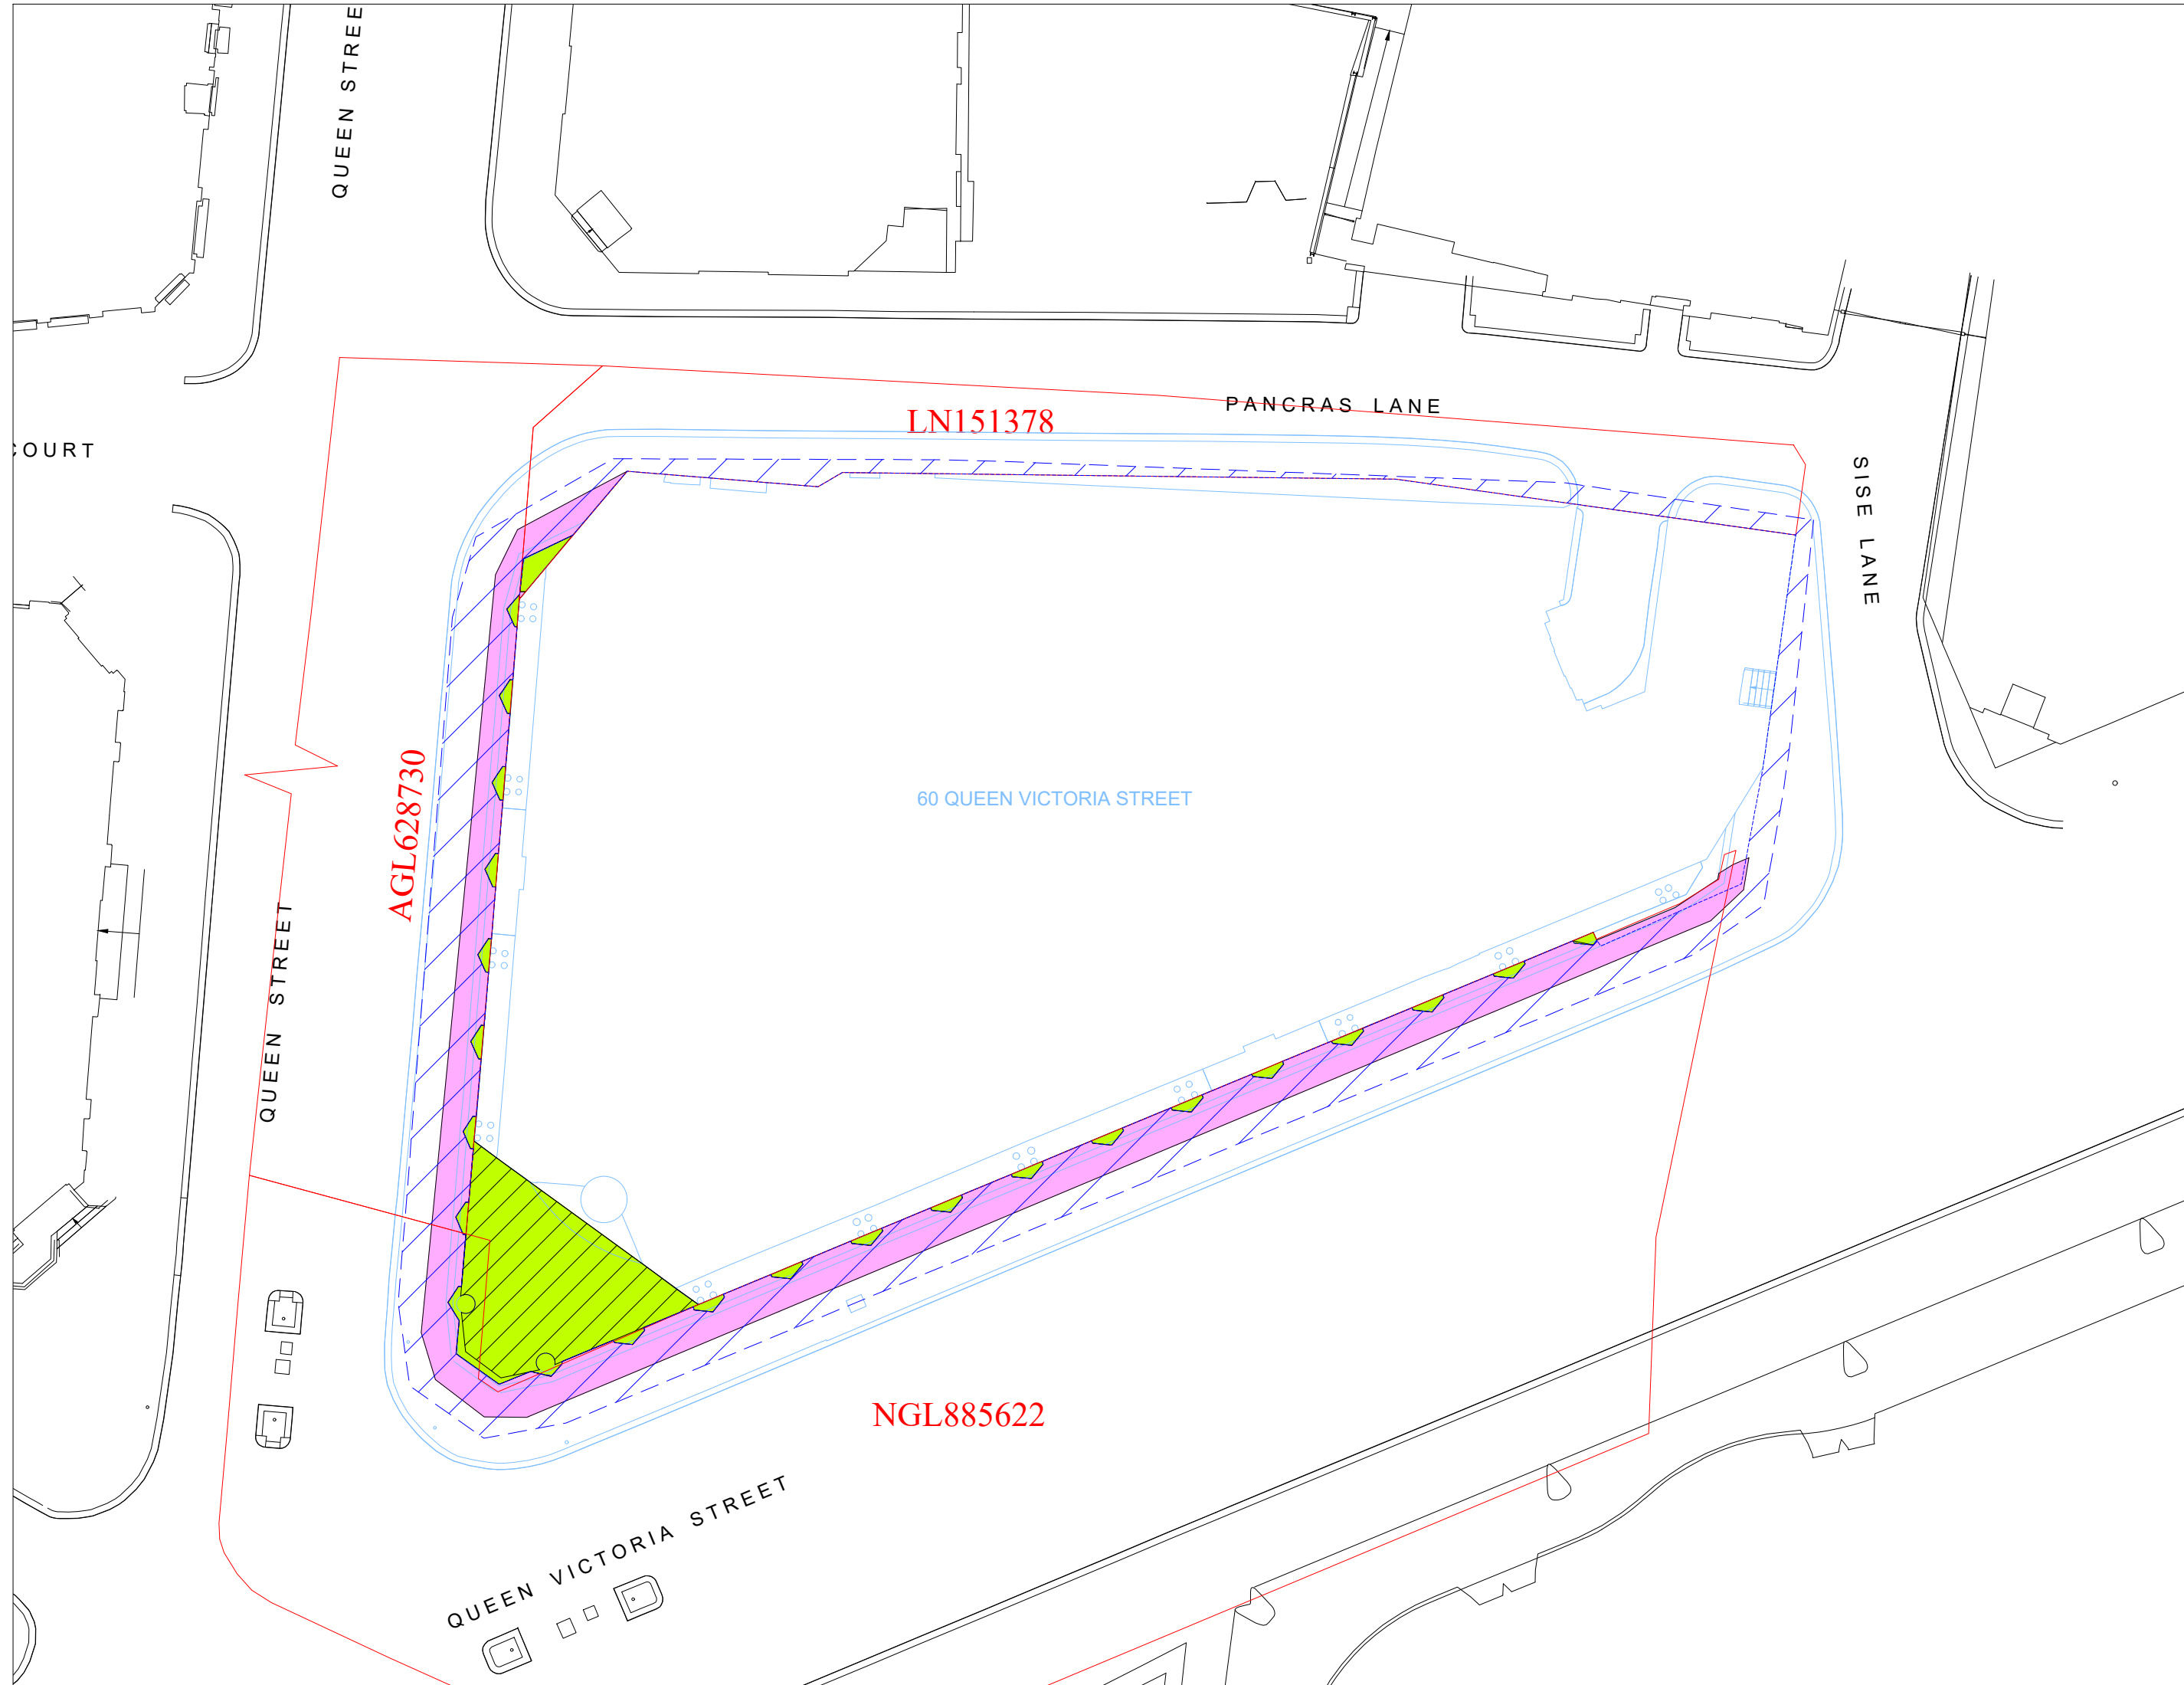 QUEEN STREE
PANCRAS LANE
LN151378
COURT
SISE LANE
AGL628730
60 QUEEN VICTORIA STREET
QUEEN STREET
NGL885622
QUEEN VICTORIA STREET